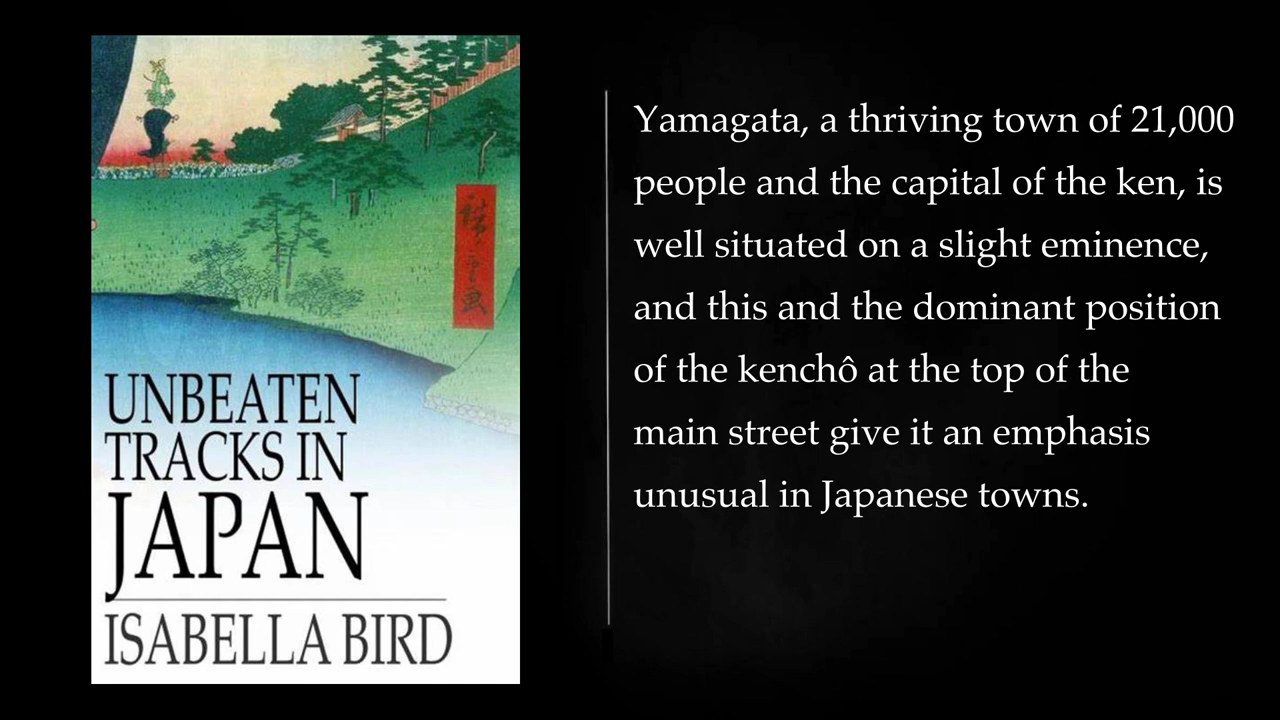 UNBEATEN
TRACKS IN
JAPAN
ISABELLA BIRD
Yamagata, a thriving town of 21,000
people and the capital of the ken, is
well situated on a slight eminence,
and this and the dominant position
of the kenchô at the top of the
main street give it an emphasis
unusual in Japanese towns.